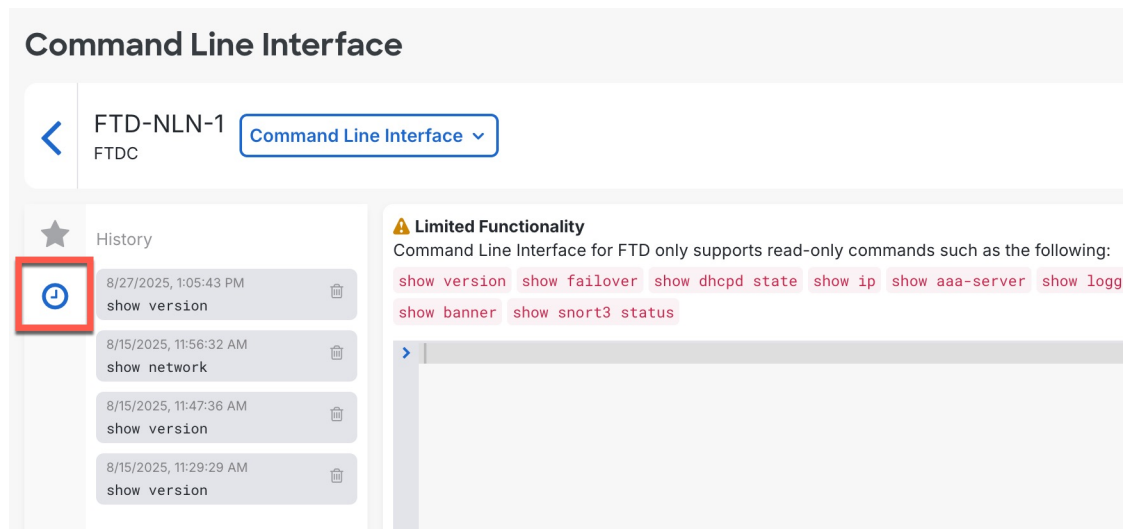 Command Line Interface
FTD-NLN-1
FTDC
Command Line Interface
History
8/27/2025, 1:05:43 PM
show version
8/15/2025, 11:56:32 AM
show network
8/15/2025, 11:47:36 AM
show version
8/15/2025, 11:29:29 AM
show version
Limited Functionality
Command Line Interface for FTD only supports read-only commands such as the following:
show version show failover show dhcpd state show ip show aaa-server show logg
show banner show snort3 status